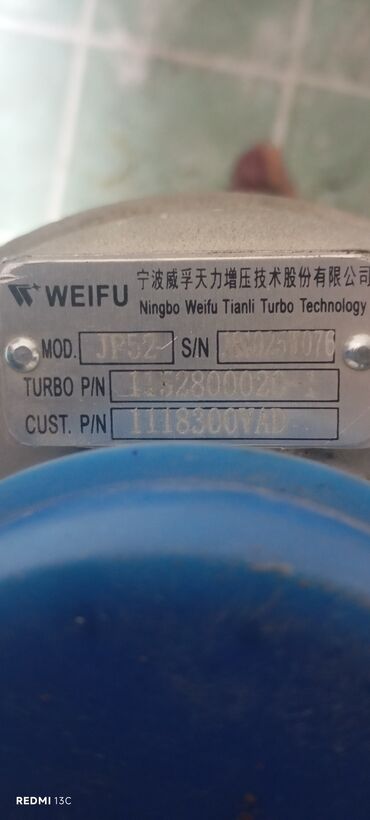 宁波威孚天力增压技术股份有限公司
WEIFU Ningbo Weifu Tianli Turbo Technology
MOD. JP52 S/N
TURBO P/N
CUST. P/N 1118300VAD
REDMI 13C